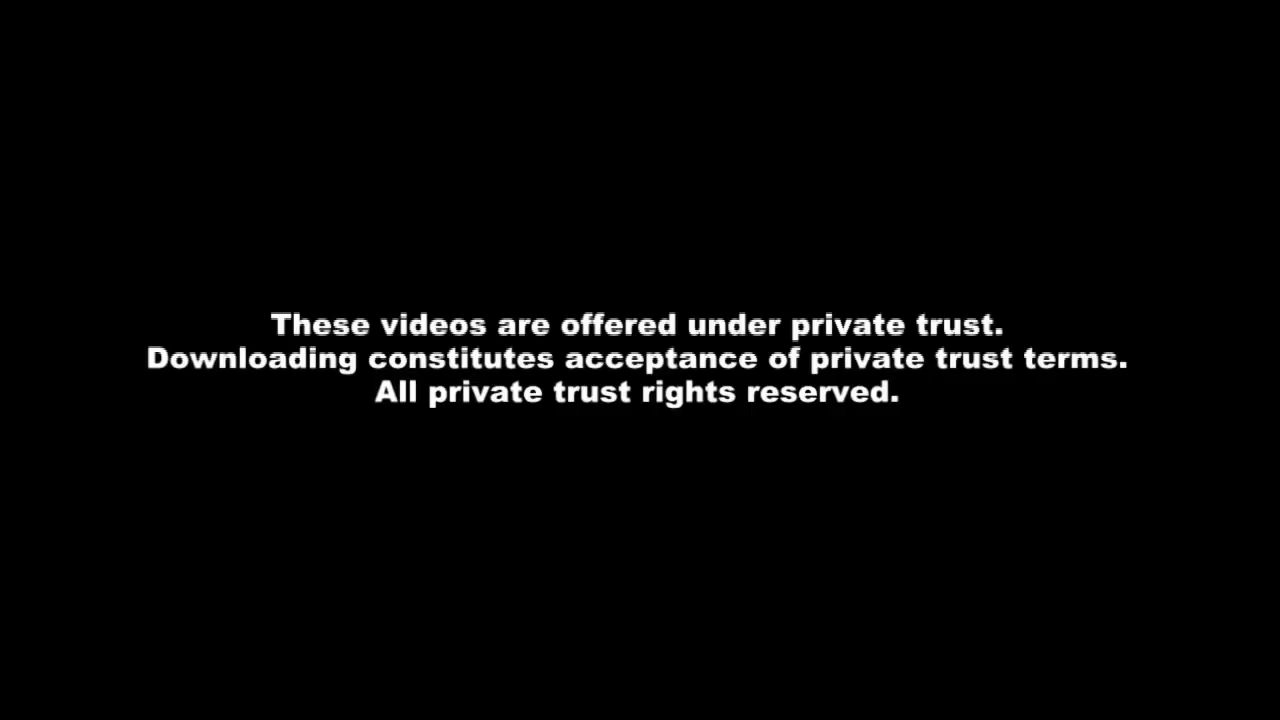 These videos are offered under private trust.
Downloading constitutes acceptance of private trust terms.
All private trust rights reserved.